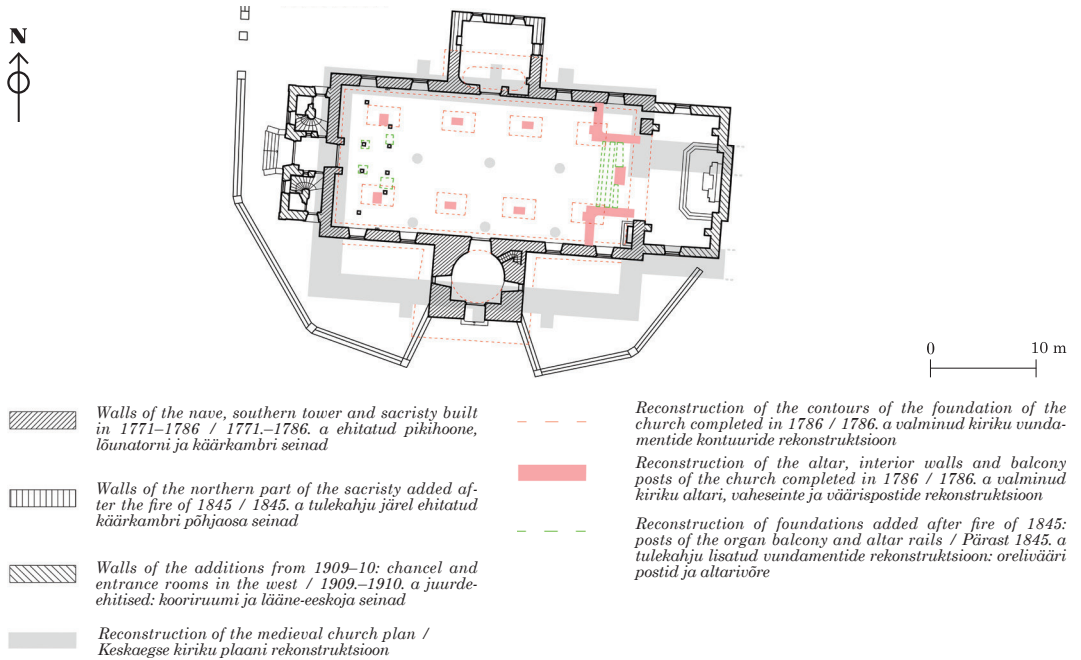 N
0 10 m
Walls of the nave, southern tower and sacristy built
in 1771–1786 / 1771.–1786. a ehitatud pikihoone,
lõunatorni ja käärkambri seinad
Walls of the northern part of the sacristy added af-
ter the fire of 1845 / 1845. a tulekahju järel ehitatud
käärkambri põhjaosa seinad
Walls of the additions from 1909–10: chancel and
entrance rooms in the west / 1909.–1910. a juurde-
ehitised: kooriruumi ja lääne-eeskoja seinad
Reconstruction of the medieval church plan /
Keskaegse kiriku plaani rekonstruktsioon
Reconstruction of the contours of the foundation of the
church completed in 1786 / 1786. a valminud kiriku vunda-
mentide kontuuride rekonstruktsioon
Reconstruction of the altar, interior walls and balcony
posts of the church completed in 1786 / 1786. a valminud
kiriku altari, vaheseinte ja väärispostide rekonstruktsioon
Reconstruction of foundations added after fire of 1845:
posts of the organ balcony and altar rails / Pärast 1845. a
tulekahju lisatud vundamentide rekonstruktsioon: orelivääri
postid ja altarivõre